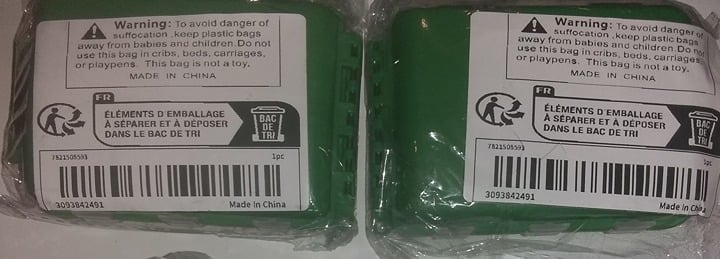 Warning: To avoid danger of
suffocation ,keep plastic bags
away from babies and children.Do not
use this bag in cribs, beds, carriages,
or playpens. This bag is not a toy.
MADE IN CHINA
FR
ÉLÉMENTS D'EMBALLAGE
À SÉPARER ET À DÉPOSER
DANS LE BAC DE TRI
BAC
DE
TRI
7821505593
1pc
3093842491
Made In China
Warning: To avoid danger of
suffocation ,keep plastic bags
away from babies and children.Do not
use this bag in cribs, beds, carriages
or playpens. This bag is not a toy.
MADE IN CHINA
FR
ÉLÉMENTS D'EMBALLAGE
À SÉPARER ET À DÉPOSER
DANS LE BAC DE TRI
BAC
DE
TRI
7821505593
1pc
3093842491
Made In China